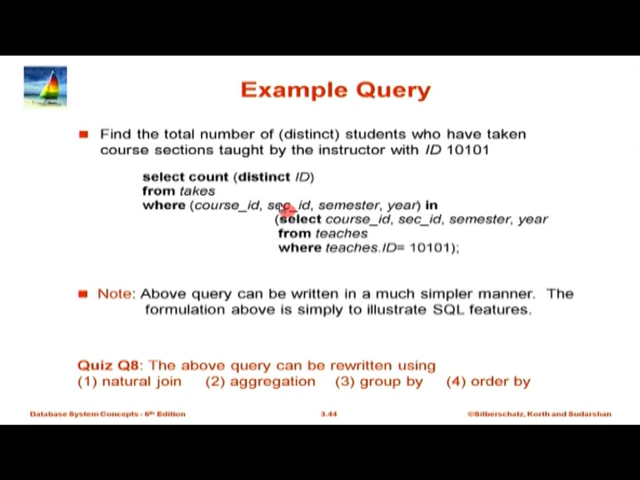 Example Query
Find the total number of (distinct) students who have taken
course sections taught by the instructor with ID 10101
select count (distinct ID)
from takes
where (course_id, sec_id, semester, year) in
(select course_id, sec_id, semester, year
from teaches
where teaches.ID= 10101);
Note: Above query can be written in a much simpler manner. The
formulation above is simply to illustrate SQL features.
Quiz Q8: The above query can be rewritten using
(1) natural join (2) aggregation (3) group by (4) order by
Database System Concepts - 6th Edition 3.44 ©Silberschatz, Korth and Sudarshan